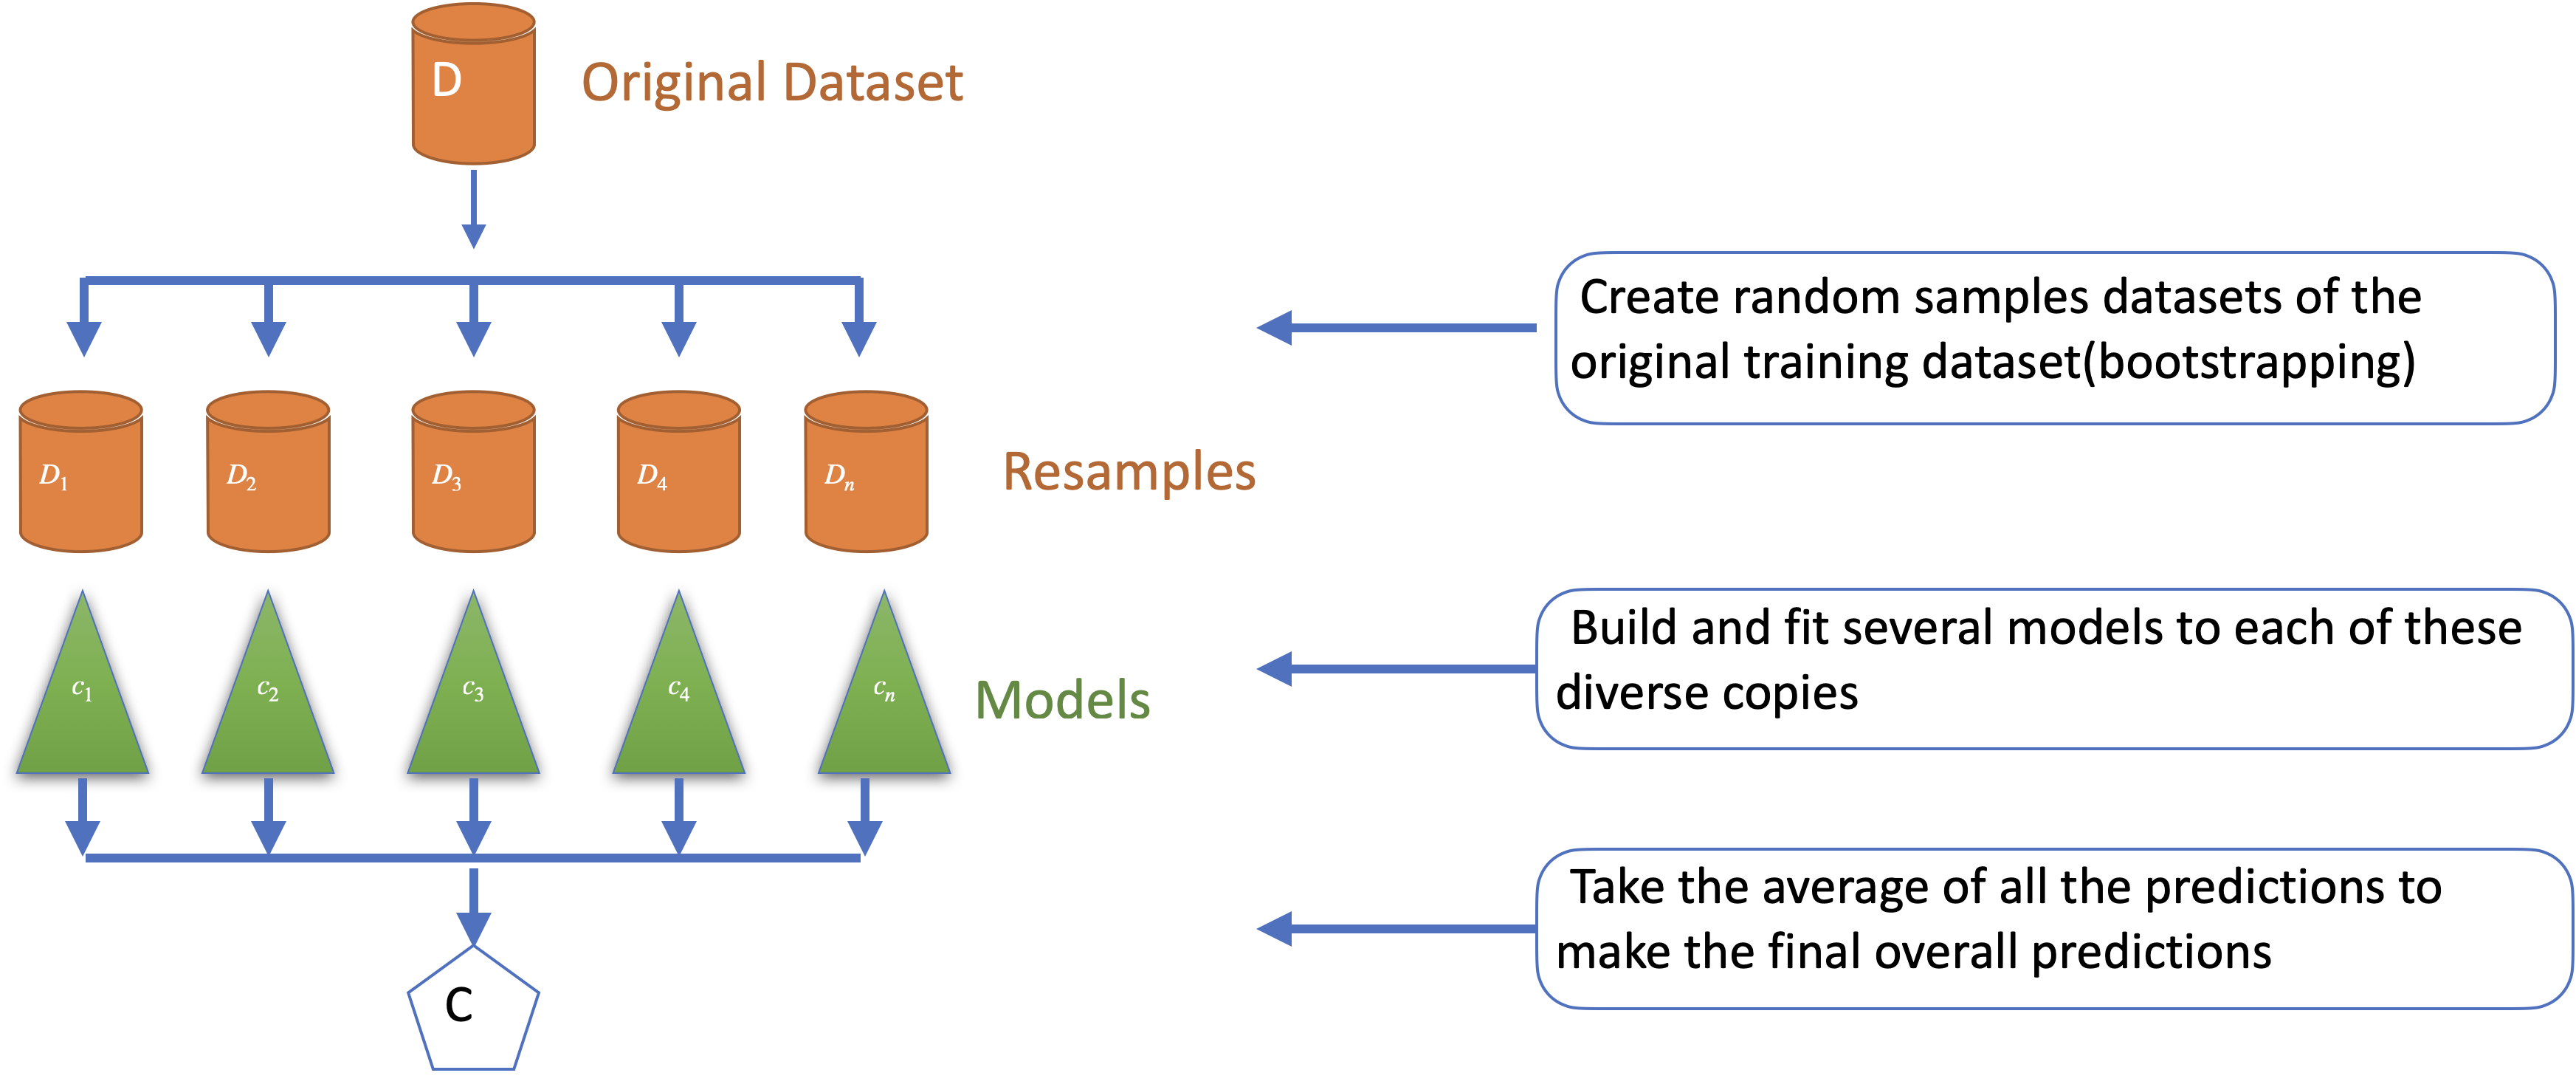 D
Original Dataset
Create random samples datasets of the
original training dataset(bootstrapping)
D₁ D₂ D₃ D₄ Dₙ
Resamples
Build and fit several models to each of these
diverse copies
c₁ c₂ c₃ c₄ cₙ
Models
Take the average of all the predictions to
make the final overall predictions
C